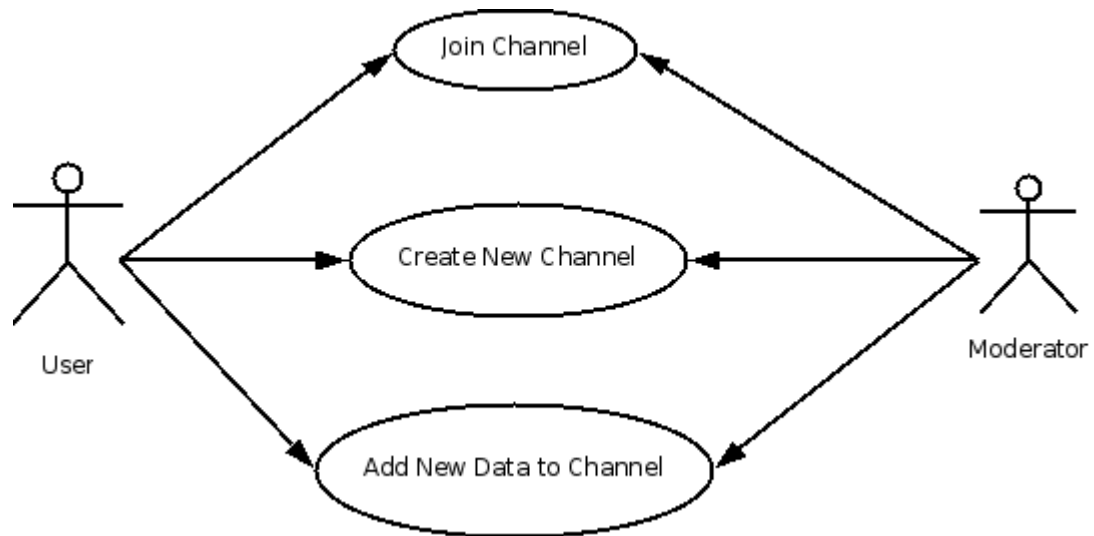 Join Channel
Create New Channel
User
Moderator
Add New Data to Channel